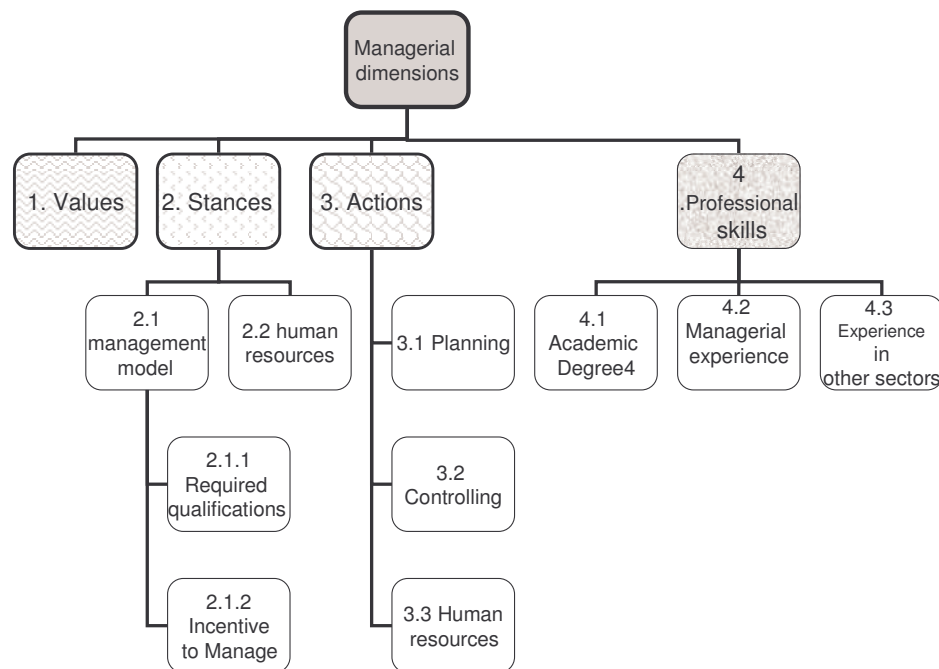 Managerial
dimensions
1. Values
2. Stances
3. Actions
4
.Professional
skills
2.1
management
model
2.2 human
resources
3.1 Planning
4.1
Academic
Degree4
4.2
Managerial
experience
4.3
Experience
in
other sectors
2.1.1
Required
qualifications
3.2
Controlling
2.1.2
Incentive
to Manage
3.3 Human
resources